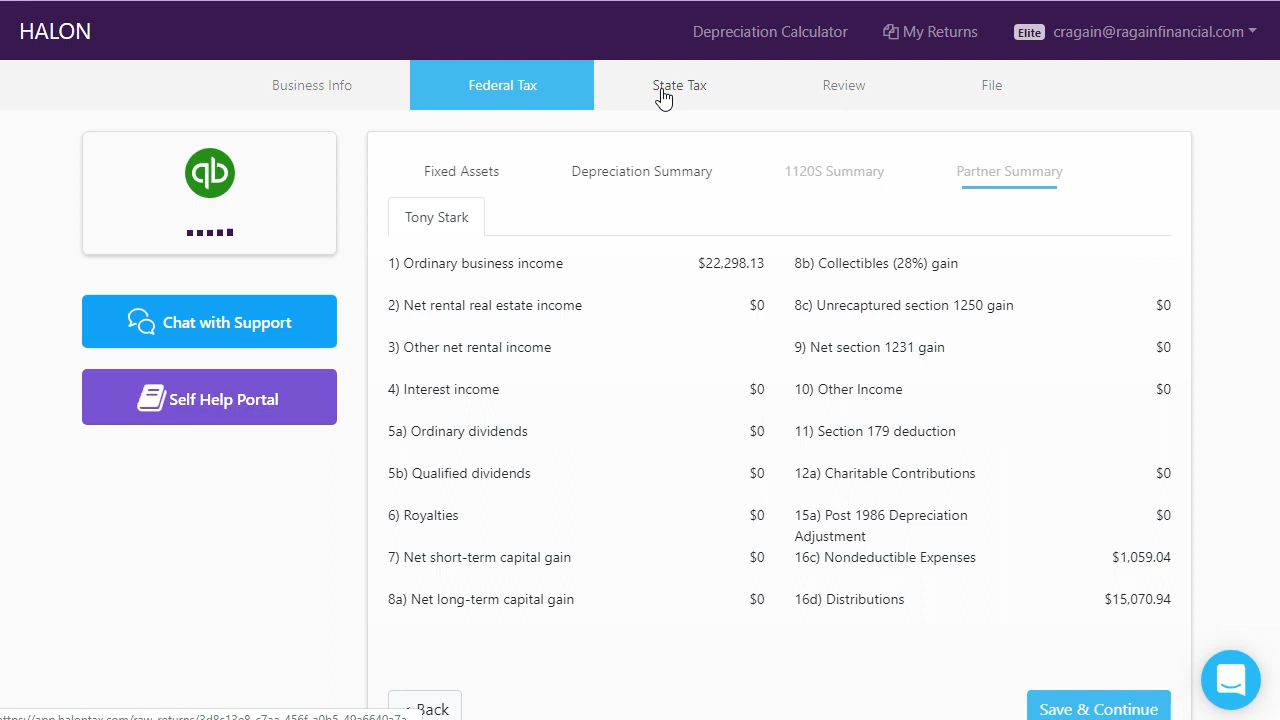 HALON
Depreciation Calculator My Returns Elite cragain@ragainfinancial.com
Business Info Federal Tax State Tax Review File
qb
Chat with Support
Self Help Portal
Fixed Assets Depreciation Summary 1120S Summary Partner Summary
Tony Stark
1) Ordinary business income $22,298.13 8b) Collectibles (28%) gain
2) Net rental real estate income $0 8c) Unrecaptured section 1250 gain $0
3) Other net rental income 9) Net section 1231 gain $0
4) Interest income $0 10) Other Income $0
5a) Ordinary dividends $0 11) Section 179 deduction
5b) Qualified dividends $0 12a) Charitable Contributions $0
6) Royalties $0 15a) Post 1986 Depreciation $0
Adjustment
7) Net short-term capital gain $0 16c) Nondeductible Expenses $1,059.04
8a) Net long-term capital gain $0 16d) Distributions $15,070.94
Back Save & Continue